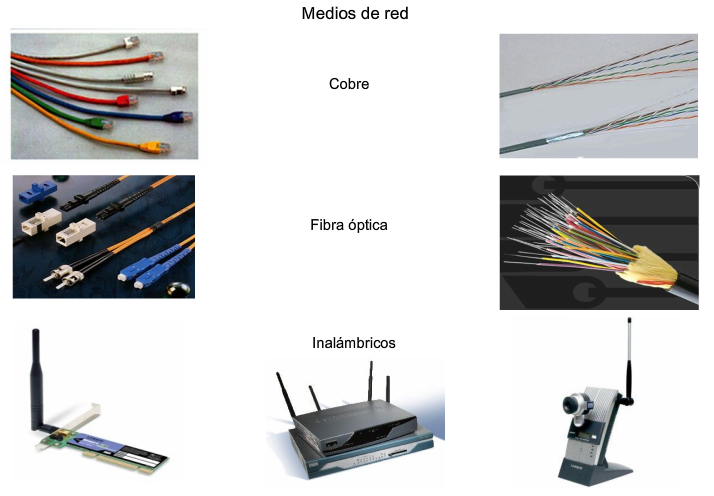 Medios de red
Cobre
Fibra óptica
Inalámbricos